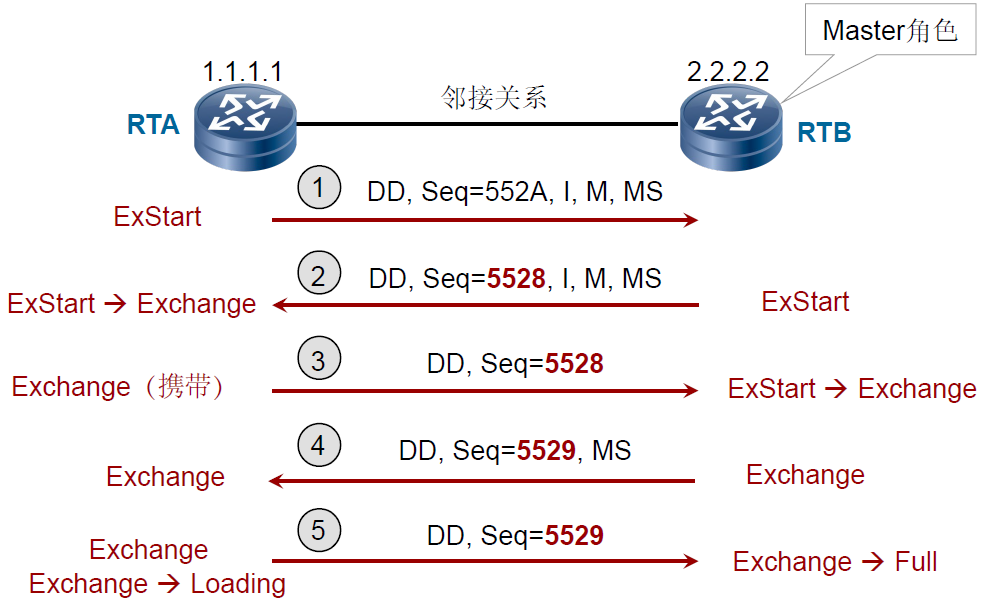 Master角色
1.1.1.1
2.2.2.2
邻接关系
RTA
RTB
1
DD, Seq=552A, I, M, MS
ExStart
2
DD, Seq=5528, I, M, MS
ExStart → Exchange
ExStart
3
DD, Seq=5528
Exchange（携带）
ExStart → Exchange
4
DD, Seq=5529, MS
Exchange
Exchange
5
DD, Seq=5529
Exchange
Exchange → Loading
Exchange → Full